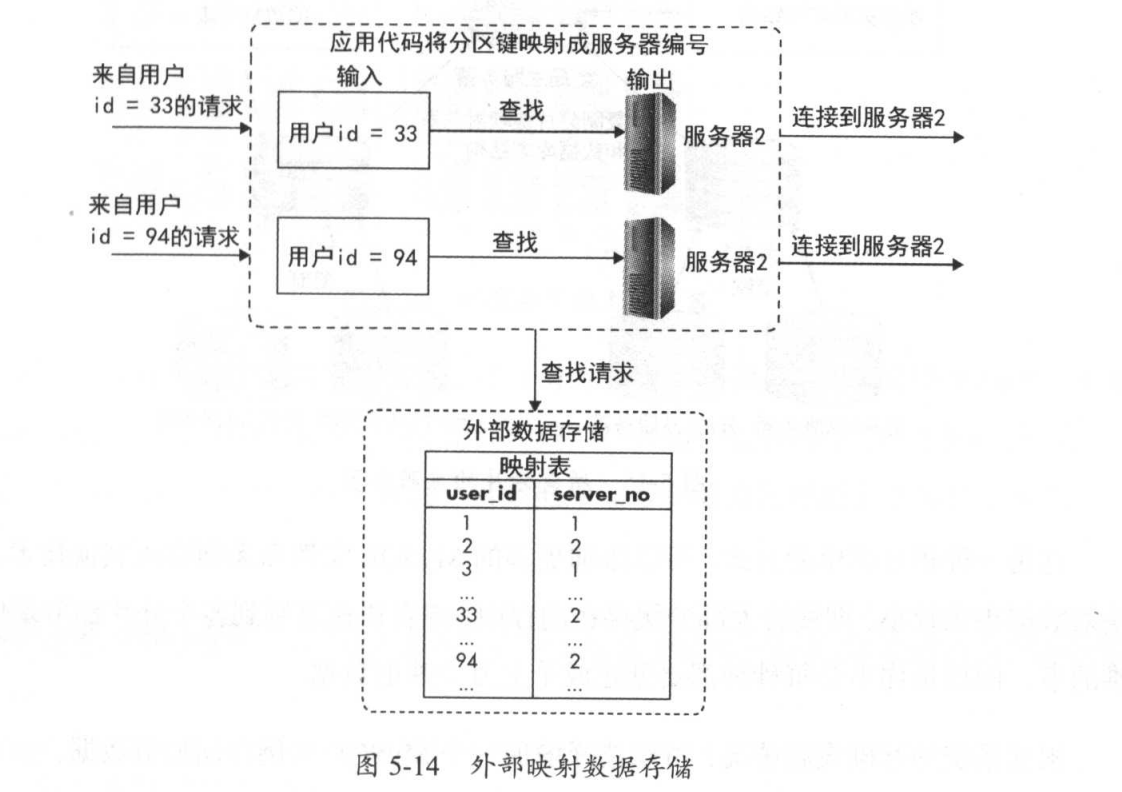 应用代码将分区键映射成服务器编号
来自用户
id = 33的请求
输入
用户id = 33
查找
输出
服务器2
连接到服务器2
来自用户
id = 94的请求
用户id = 94
查找
服务器2
连接到服务器2
查找请求
外部数据存储
映射表
user_id server_no
1 1
2 2
3 1
... ...
33 2
... ...
94 2
... ...
图 5-14 外部映射数据存储